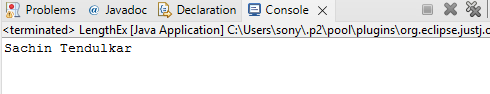 Problems @ Javadoc Declaration Console
<terminated> LengthEx [Java Application] C:\Users\sony\.p2\pool\plugins\org.eclipse.justj.o
Sachin Tendulkar